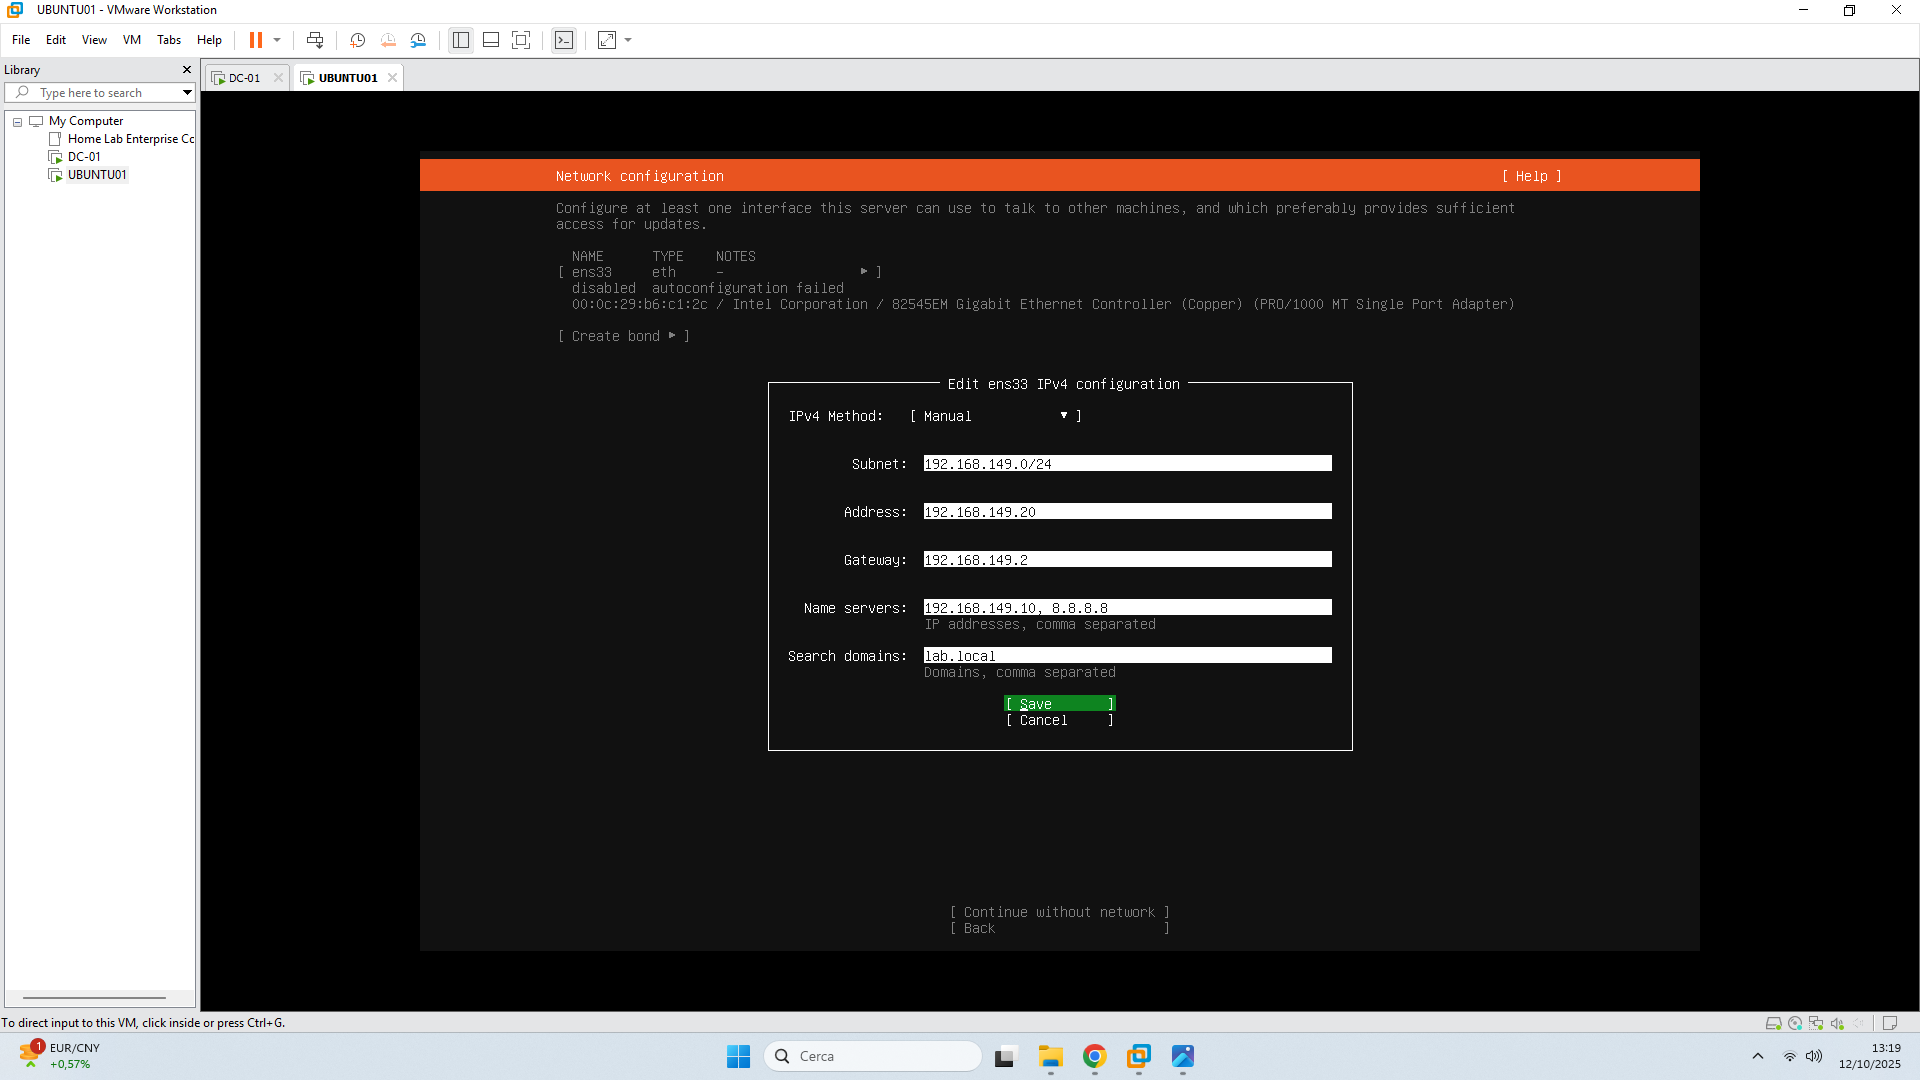 UBUNTU01 - VMware Workstation
File Edit View VM Tabs Help
Library
DC-01
UBUNTU01
Type here to search
My Computer
Home Lab Enterprise Cc
DC-01
UBUNTU01
Network configuration [ Help ]
Configure at least one interface this server can use to talk to other machines, and which preferably provides sufficient
access for updates.
NAME TYPE NOTES
[ ens33 eth – ▸ ]
disabled autoconfiguration failed
00:0c:29:b6:c1:2c / Intel Corporation / 82545EM Gigabit Ethernet Controller (Copper) (PRO/1000 MT Single Port Adapter)
[ Create bond ▸ ]
Edit ens33 IPv4 configuration
IPv4 Method: [ Manual ▾ ]
Subnet: 192.168.149.0/24
Address: 192.168.149.20
Gateway: 192.168.149.2
Name servers: 192.168.149.10, 8.8.8.8
IP addresses, comma separated
Search domains: lab.local
Domains, comma separated
[ Save ]
[ Cancel ]
[ Continue without network ]
[ Back ]
To direct input to this VM, click inside or press Ctrl+G.
1
EUR/CNY
+0,57%
Cerca
13:19
12/10/2025